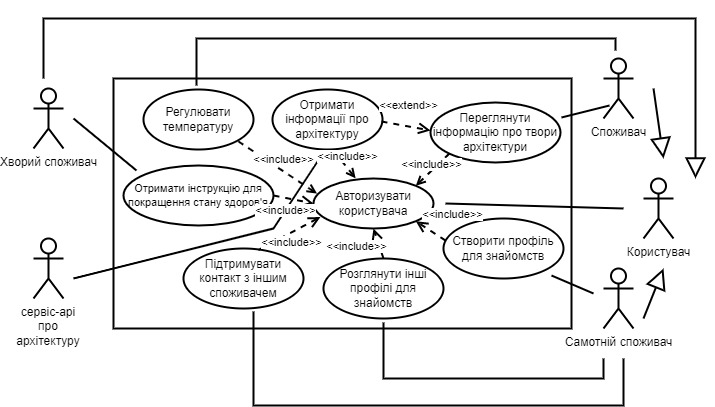 Регулювати
температуру
Отримати
інформації про
архітектуру
<<extend>>
Переглянути
інформацію про твори
архітектури
Споживач
Хворий споживач
<<include>>
<<include>>
<<include>>
Отримати інструкцію для
покращення стану здоров'я
<<include>>
Авторизувати
користувача
<<include>>
Користувач
<<include>>
<<include>>
Створити профіль
для знайомств
Підтримувати
контакт з іншим
споживачем
Розглянути інші
профілі для
знайомств
сервіс-арі
про
архітектуру
Самотній споживач